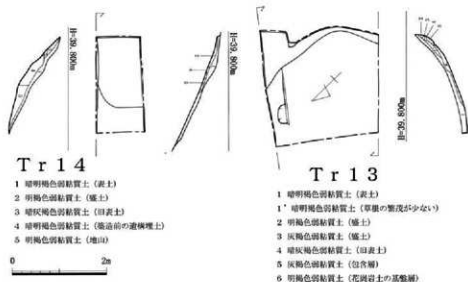 H=39.800m
H=39.800m
H=39.800m
Tr14
1 暗明褐色弱粘質土（表土）
2 明褐色弱粘質土（盛土）
3 暗灰褐色弱粘質土（旧表土）
4 暗明褐色弱粘質土（築造前の遺構埋土）
5 明褐色弱粘質土（地山）
0 2m
Tr13
1 暗明褐色弱粘質土（表土）
1' 暗明褐色弱粘質土（草根の繁茂が少ない）
2 明褐色弱粘質土（盛土）
3 灰褐色弱粘質土（盛土）
4 暗灰褐色弱粘質土（旧表土）
5 灰褐色弱粘質土（包含層）
6 明褐色弱粘質土（花崗岩土の基盤層）